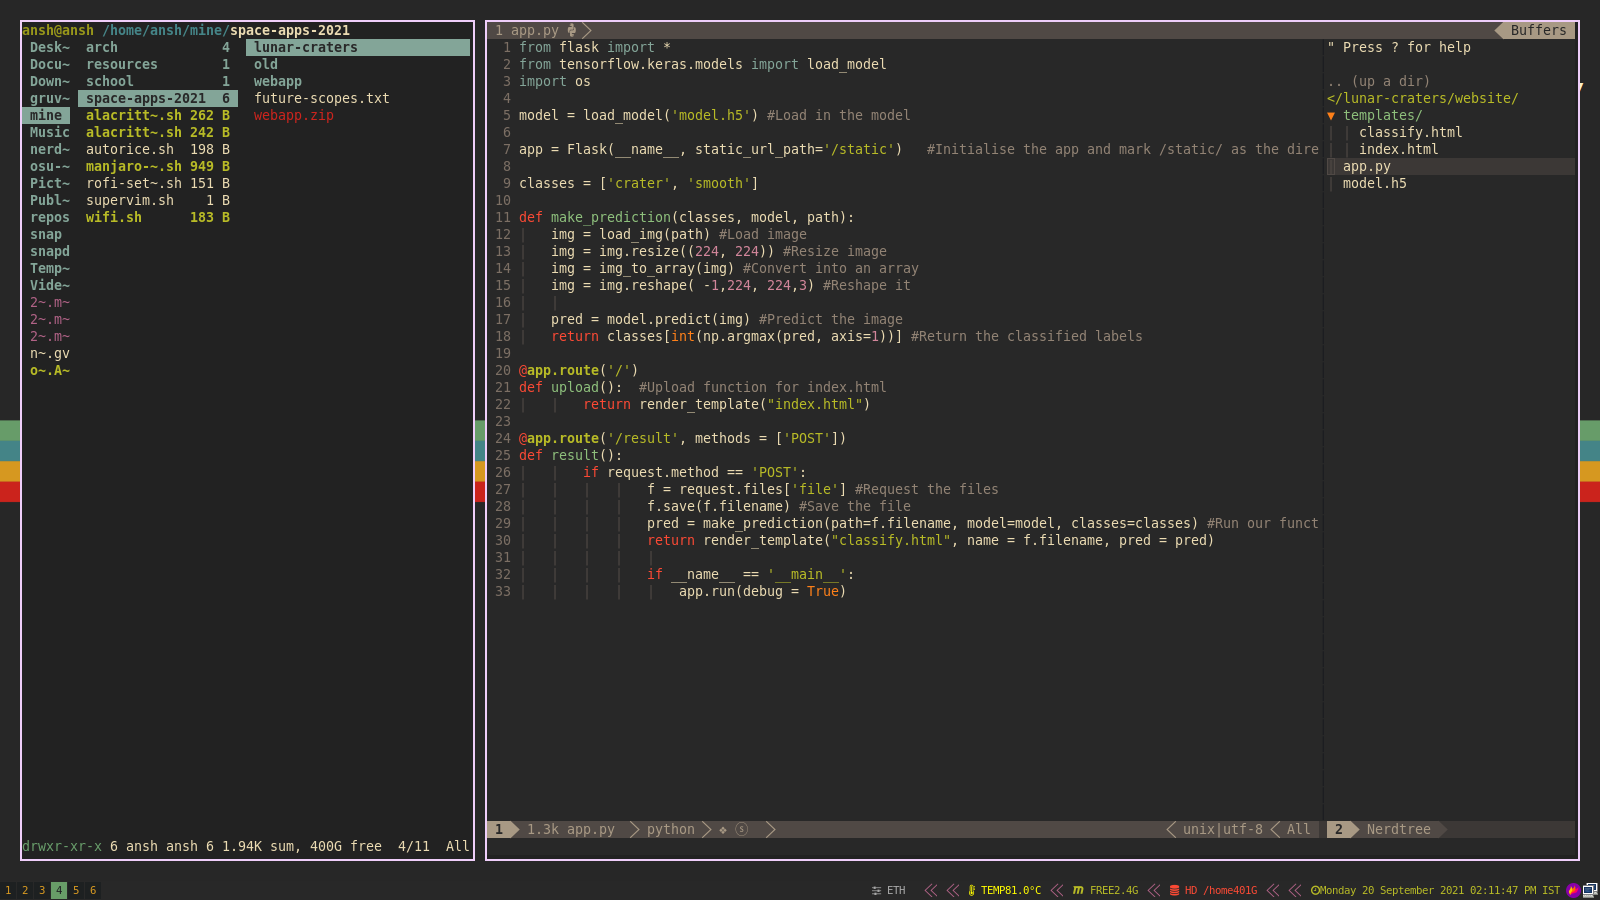 ansh@ansh /home/ansh/mine/space-apps-2021
Desk~ arch 4 lunar-craters
Docu~ resources 1 old
Down~ school 1 webapp
gruv~ space-apps-2021 6 future-scopes.txt
mine alacritt~.sh 262 B webapp.zip
Music alacritt~.sh 242 B
nerd~ autorice.sh 198 B
osu-~ manjaro-~.sh 949 B
Pict~ rofi-set~.sh 151 B
Publ~ supervim.sh 1 B
repos wifi.sh 183 B
snap
snapd
Temp~
Vide~
2~.m~
2~.m~
2~.m~
n~.gv
o~.A~
drwxr-xr-x 6 ansh ansh 6 1.94K sum, 400G free 4/11 All
1 app.py
1 from flask import *
2 from tensorflow.keras.models import load_model
3 import os
4
5 model = load_model('model.h5') #Load in the model
6
7 app = Flask(__name__, static_url_path='/static') #Initialise the app and mark /static/ as the dire
8
9 classes = ['crater', 'smooth']
10
11 def make_prediction(classes, model, path):
12 img = load_img(path) #Load image
13 img = img.resize((224, 224)) #Resize image
14 img = img_to_array(img) #Convert into an array
15 img = img.reshape( -1,224, 224,3) #Reshape it
16
17 pred = model.predict(img) #Predict the image
18 return classes[int(np.argmax(pred, axis=1))] #Return the classified labels
19
20 @app.route('/')
21 def upload(): #Upload function for index.html
22 return render_template("index.html")
23
24 @app.route('/result', methods = ['POST'])
25 def result():
26 if request.method == 'POST':
27 f = request.files['file'] #Request the files
28 f.save(f.filename) #Save the file
29 pred = make_prediction(path=f.filename, model=model, classes=classes) #Run our funct
30 return render_template("classify.html", name = f.filename, pred = pred)
31
32 if __name__ == '__main__':
33 app.run(debug = True)
1 1.3k app.py python unix|utf-8 All
Buffers
" Press ? for help
.. (up a dir)
</lunar-craters/website/
▼ templates/
classify.html
index.html
app.py
model.h5
2 Nerdtree
1 2 3 4 5 6 ETH TEMP81.0°C FREE2.4G HD /home401G Monday 20 September 2021 02:11:47 PM IST